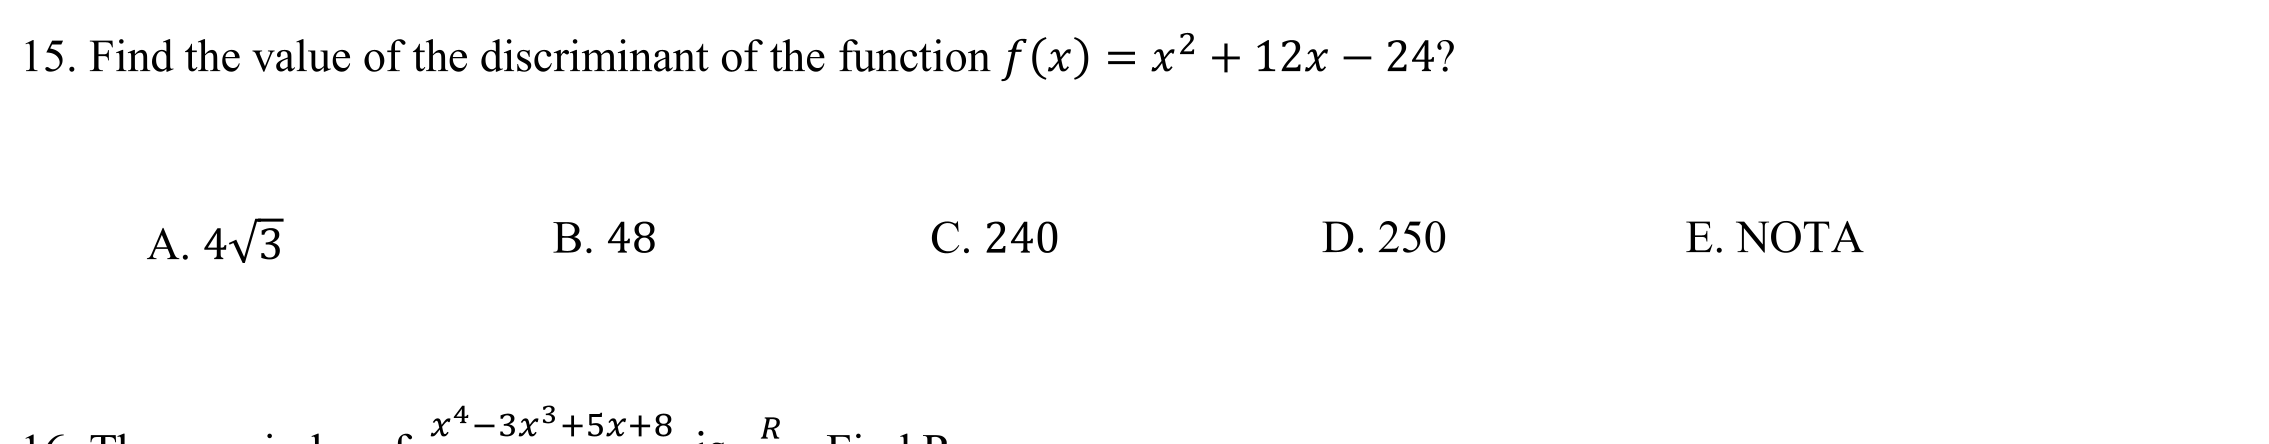 15. Find the value of the discriminant of the function f(x) = x² + 12x − 24?
A. 4√3 B. 48 C. 240 D. 250 E. NOTA
x⁴−3x³+5x+8 R